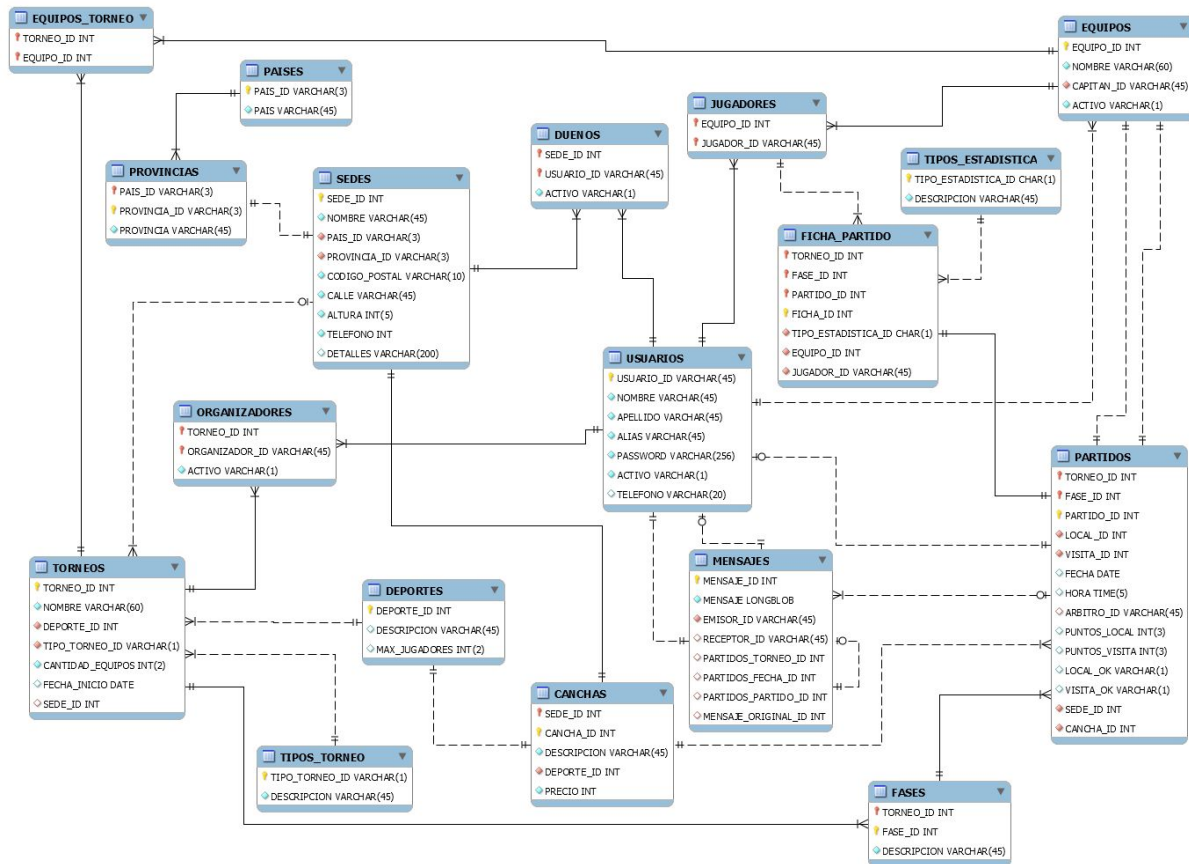 EQUIPOS_TORNEO
TORNEO_ID INT
EQUIPO_ID INT
EQUIPOS
EQUIPO_ID INT
NOMBRE VARCHAR(60)
CAPITAN_ID VARCHAR(45)
ACTIVO VARCHAR(1)
PAISES
PAIS_ID VARCHAR(3)
PAIS VARCHAR(45)
JUGADORES
EQUIPO_ID INT
JUGADOR_ID VARCHAR(45)
DUENOS
SEDE_ID INT
USUARIO_ID VARCHAR(45)
ACTIVO VARCHAR(1)
TIPOS_ESTADISTICA
TIPO_ESTADISTICA_ID CHAR(1)
DESCRIPCION VARCHAR(45)
PROVINCIAS
PAIS_ID VARCHAR(3)
PROVINCIA_ID VARCHAR(3)
PROVINCIA VARCHAR(45)
SEDES
SEDE_ID INT
NOMBRE VARCHAR(45)
PAIS_ID VARCHAR(3)
PROVINCIA_ID VARCHAR(3)
CODIGO_POSTAL VARCHAR(10)
CALLE VARCHAR(45)
ALTURA INT(5)
TELEFONO INT
DETALLES VARCHAR(200)
FICHA_PARTIDO
TORNEO_ID INT
FASE_ID INT
PARTIDO_ID INT
FICHA_ID INT
TIPO_ESTADISTICA_ID CHAR(1)
EQUIPO_ID INT
JUGADOR_ID VARCHAR(45)
USUARIOS
USUARIO_ID VARCHAR(45)
NOMBRE VARCHAR(45)
APELLIDO VARCHAR(45)
ALIAS VARCHAR(45)
PASSWORD VARCHAR(256)
ACTIVO VARCHAR(1)
TELEFONO VARCHAR(20)
ORGANIZADORES
TORNEO_ID INT
ORGANIZADOR_ID VARCHAR(45)
ACTIVO VARCHAR(1)
PARTIDOS
TORNEO_ID INT
FASE_ID INT
PARTIDO_ID INT
LOCAL_ID INT
VISITA_ID INT
FECHA DATE
HORA TIME(5)
ARBITRO_ID VARCHAR(45)
PUNTOS_LOCAL INT(3)
PUNTOS_VISITA INT(3)
LOCAL_OK VARCHAR(1)
VISITA_OK VARCHAR(1)
SEDE_ID INT
CANCHA_ID INT
TORNEOS
TORNEO_ID INT
NOMBRE VARCHAR(60)
DEPORTE_ID INT
TIPO_TORNEO_ID VARCHAR(1)
CANTIDAD_EQUIPOS INT(2)
FECHA_INICIO DATE
SEDE_ID INT
DEPORTES
DEPORTE_ID INT
DESCRIPCION VARCHAR(45)
MAX_JUGADORES INT(2)
MENSAJES
MENSAJE_ID INT
MENSAJE LONGBLOB
EMISOR_ID VARCHAR(45)
RECEPTOR_ID VARCHAR(45)
PARTIDOS_TORNEO_ID INT
PARTIDOS_FECHA_ID INT
PARTIDOS_PARTIDO_ID INT
MENSAJE_ORIGINAL_ID INT
CANCHAS
SEDE_ID INT
CANCHA_ID INT
DESCRIPCION VARCHAR(45)
DEPORTE_ID INT
PRECIO INT
TIPOS_TORNEO
TIPO_TORNEO_ID VARCHAR(1)
DESCRIPCION VARCHAR(45)
FASES
TORNEO_ID INT
FASE_ID INT
DESCRIPCION VARCHAR(45)